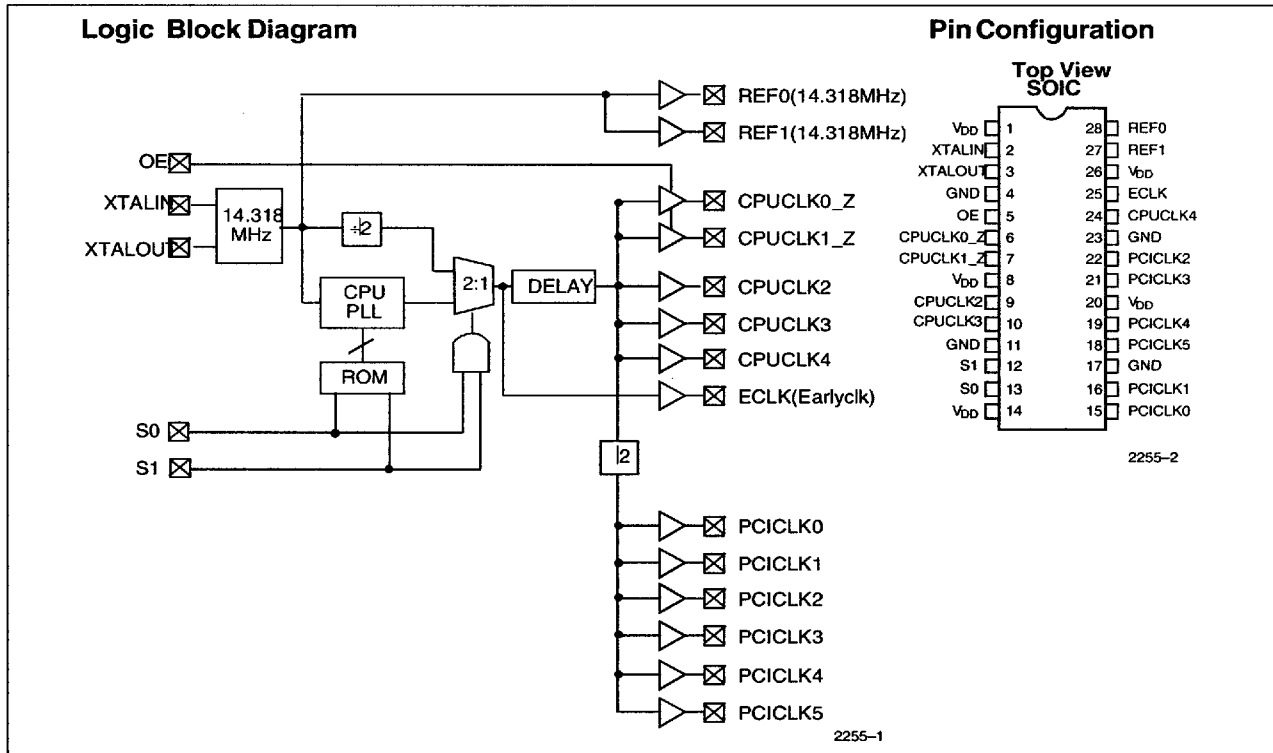 Logic Block Diagram
REF0(14.318MHz)
REF1(14.318MHz)
OE
XTALIN
XTALOUT
14.318
MHz
÷2
CPU
PLL
ROM
2:1
DELAY
CPUCLK0_Z
CPUCLK1_Z
CPUCLK2
CPUCLK3
CPUCLK4
ECLK(Earlyclk)
S0
S1
|2
PCICLK0
PCICLK1
PCICLK2
PCICLK3
PCICLK4
PCICLK5
2255–1
Pin Configuration
Top View
SOIC
VDD 1 28 REF0
XTALIN 2 27 REF1
XTALOUT 3 26 VDD
GND 4 25 ECLK
OE 5 24 CPUCLK4
CPUCLK0_Z 6 23 GND
CPUCLK1_Z 7 22 PCICLK2
VDD 8 21 PCICLK3
CPUCLK2 9 20 VDD
CPUCLK3 10 19 PCICLK4
GND 11 18 PCICLK5
S1 12 17 GND
S0 13 16 PCICLK1
VDD 14 15 PCICLK0
2255–2